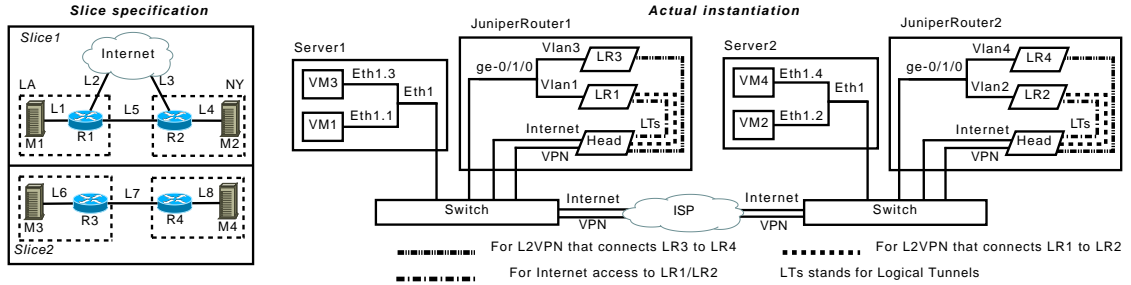 Slice specification
Slice1
Internet
L2
L3
LA
NY
L1
L5
L4
R1
R2
M1
M2
L6
L7
L8
R3
R4
M3
M4
Slice2
Actual instantiation
Server1
VM3
Eth1.3
Eth1
VM1
Eth1.1
JuniperRouter1
Vlan3
LR3
ge-0/1/0
Vlan1
LR1
LTs
Internet
Head
VPN
Server2
VM4
Eth1.4
Eth1
VM2
Eth1.2
JuniperRouter2
Vlan4
LR4
ge-0/1/0
Vlan2
LR2
LTs
Internet
Head
VPN
Switch
Internet
VPN
ISP
Internet
VPN
Switch
For L2VPN that connects LR3 to LR4
For L2VPN that connects LR1 to LR2
For Internet access to LR1/LR2
LTs stands for Logical Tunnels